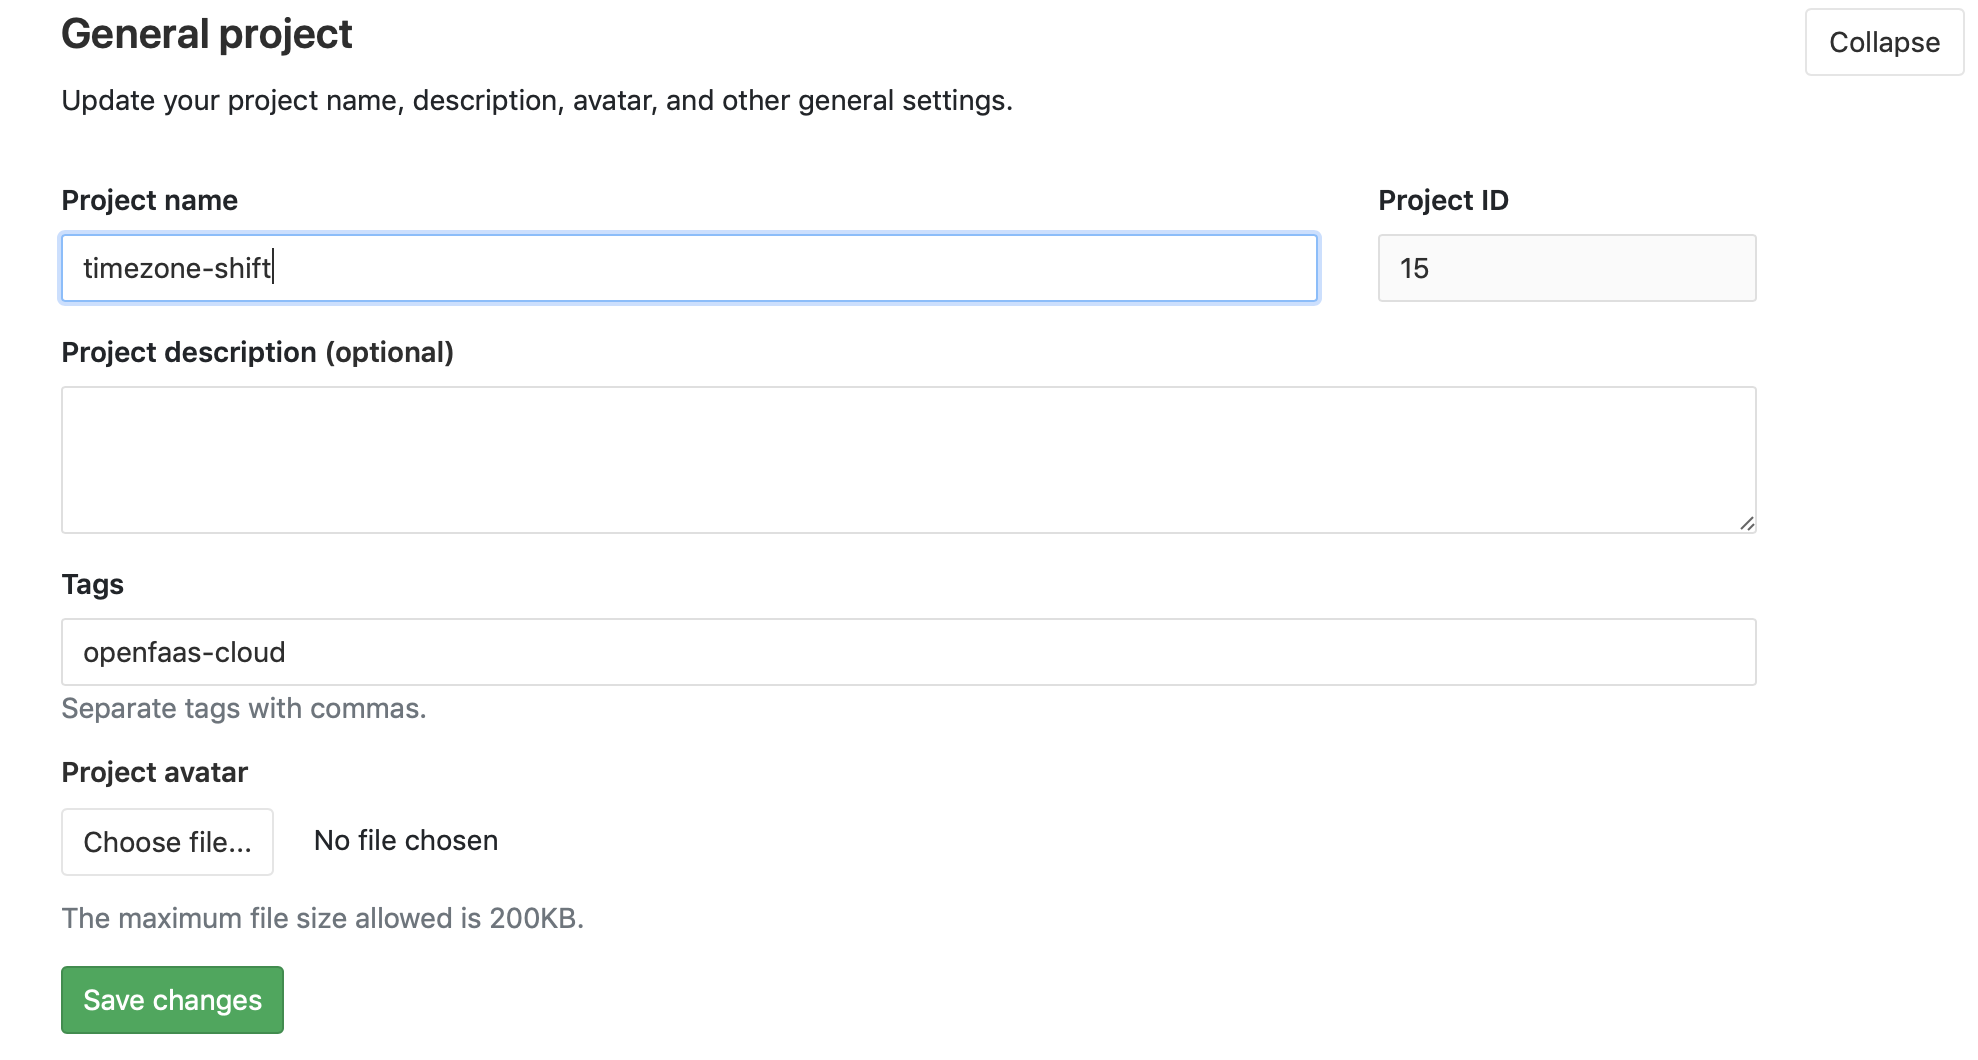 General project
Collapse
Update your project name, description, avatar, and other general settings.
Project name
Project ID
timezone-shift
15
Project description (optional)
Tags
openfaas-cloud
Separate tags with commas.
Project avatar
Choose file...
No file chosen
The maximum file size allowed is 200KB.
Save changes